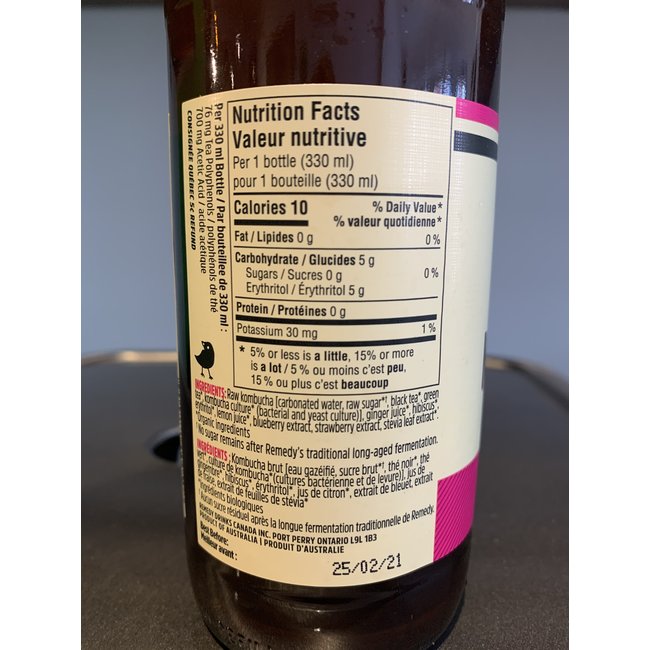 Per 330 ml Bottle / Par bouteillee de 330 ml :
76 mg Tea Polyphenols / polyphénols de thé
700 mg Acetic Acid / acide acétique
CONSIGNÉE QUÉBEC 5C REFUND
Nutrition Facts
Valeur nutritive
Per 1 bottle (330 ml)
pour 1 bouteille (330 ml)
Calories 10
% Daily Value*
% valeur quotidienne*
Fat / Lipides 0 g 0 %
Carbohydrate / Glucides 5 g
Sugars / Sucres 0 g 0 %
Erythritol / Érythritol 5 g
Protein / Protéines 0 g
Potassium 30 mg 1 %
* 5% or less is a little, 15% or more
is a lot / 5 % ou moins c'est peu,
15 % ou plus c'est beaucoup
INGREDIENTS: Raw kombucha [carbonated water, raw sugar*†, black tea*, green
tea*, kombucha culture* (bacterial and yeast culture)], ginger juice*, hibiscus*,
erythritol*, lemon juice*, blueberry extract, strawberry extract, stevia leaf extract*.
*Organic ingredients
†No sugar remains after Remedy's traditional long-aged fermentation.
INGRÉDIENTS: Kombucha brut [eau gazéifié, sucre brut*†, thé noir*, thé
vert*, culture de kombucha*(cultures bactérienne et de levure)], jus de
gingembre*, hibiscus*, érythritol*, jus de citron*, extrait de bleuet, extrait
de fraise, extrait de feuilles de stévia*
*Ingrédients biologiques
†Aucun sucre résiduel après la longue fermentation traditionnelle de Remedy.
REMEDY DRINKS CANADA INC. PORT PERRY ONTARIO L9L 1B3
PRODUCT OF AUSTRALIA | PRODUIT D'AUSTRALIE
Best Before:
Meilleur avant :
25/02/21